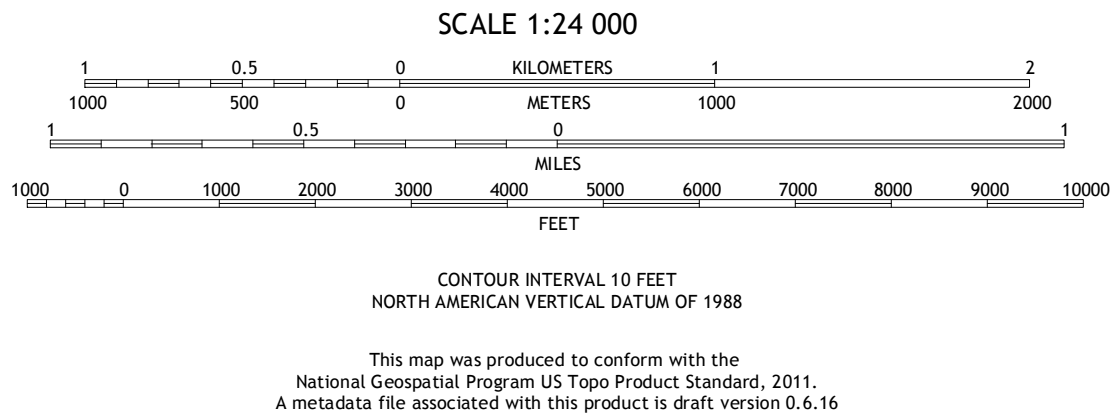 SCALE 1:24 000
1 0.5 0 KILOMETERS 1 2
1000 500 0 METERS 1000 2000
1 0.5 0 1
MILES
1000 0 1000 2000 3000 4000 5000 6000 7000 8000 9000 10000
FEET
CONTOUR INTERVAL 10 FEET
NORTH AMERICAN VERTICAL DATUM OF 1988
This map was produced to conform with the
National Geospatial Program US Topo Product Standard, 2011.
A metadata file associated with this product is draft version 0.6.16